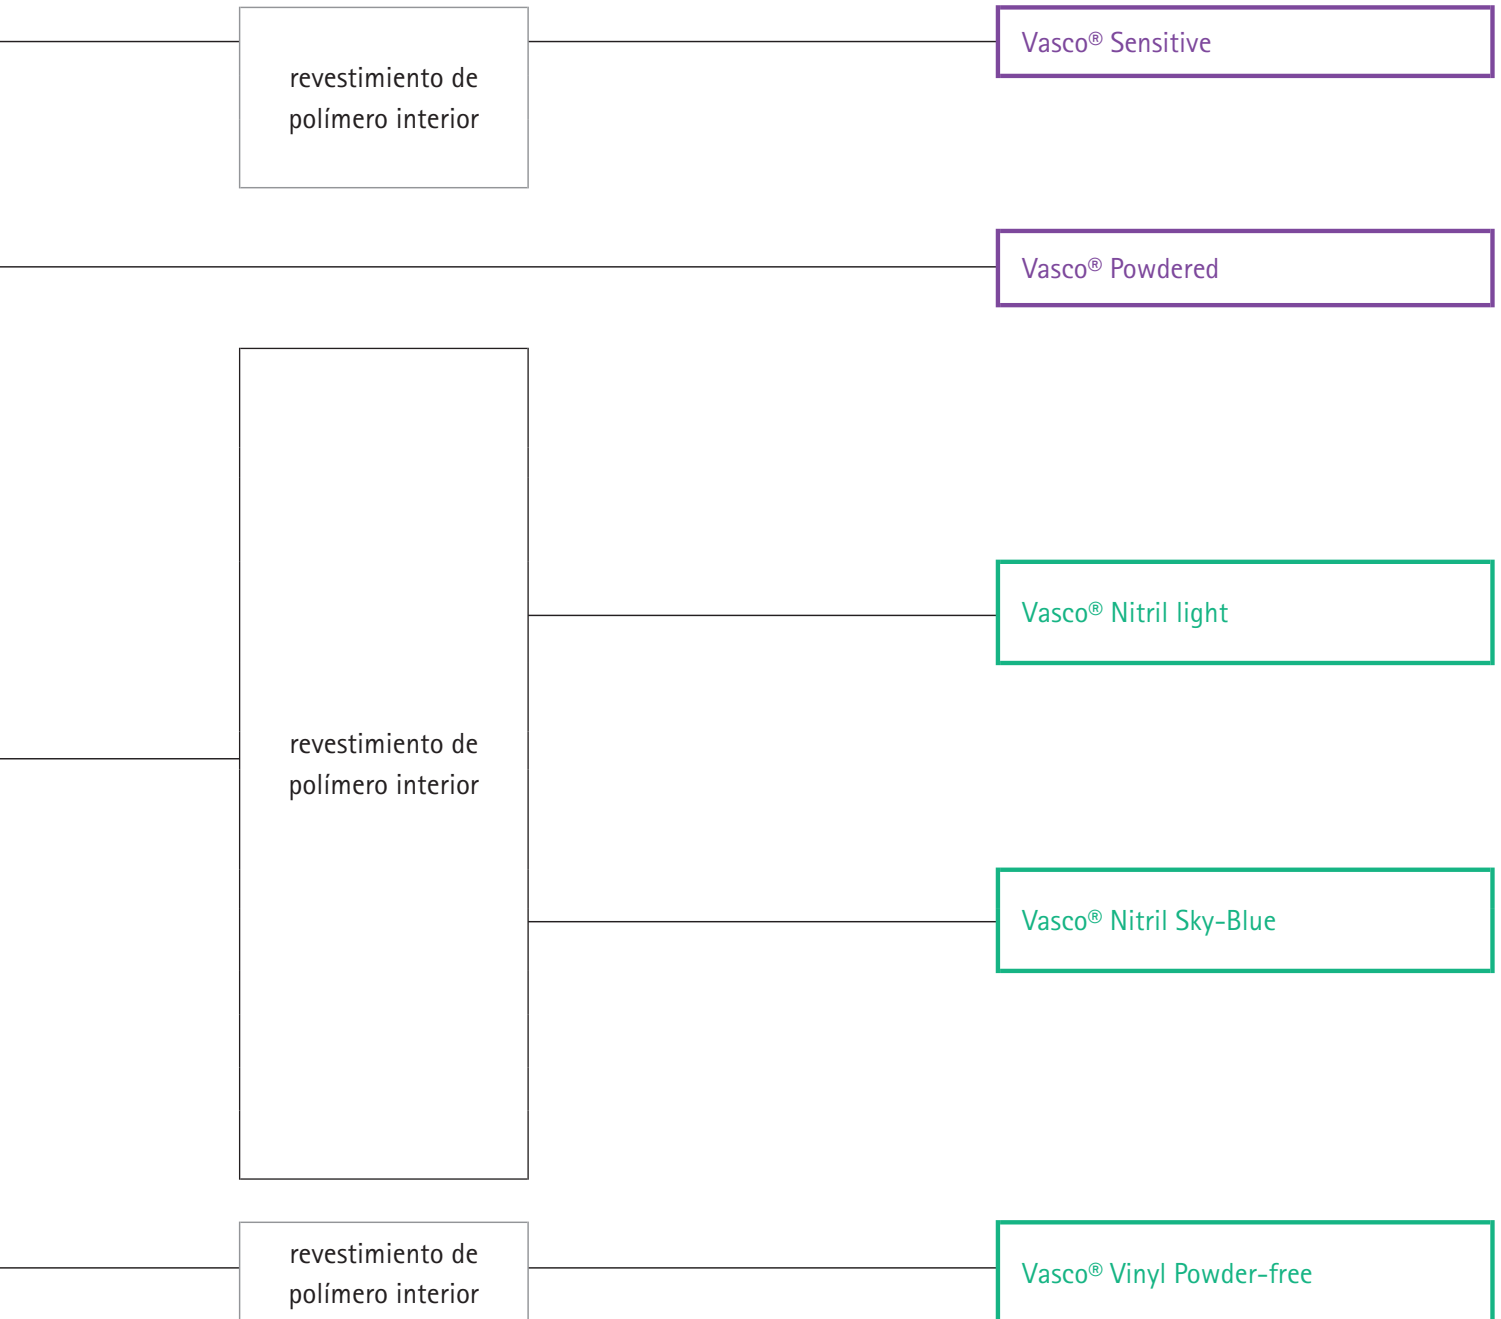 Vasco® Sensitive
revestimiento de
polímero interior
Vasco® Powdered
Vasco® Nitril light
revestimiento de
polímero interior
Vasco® Nitril Sky-Blue
revestimiento de
polímero interior
Vasco® Vinyl Powder-free